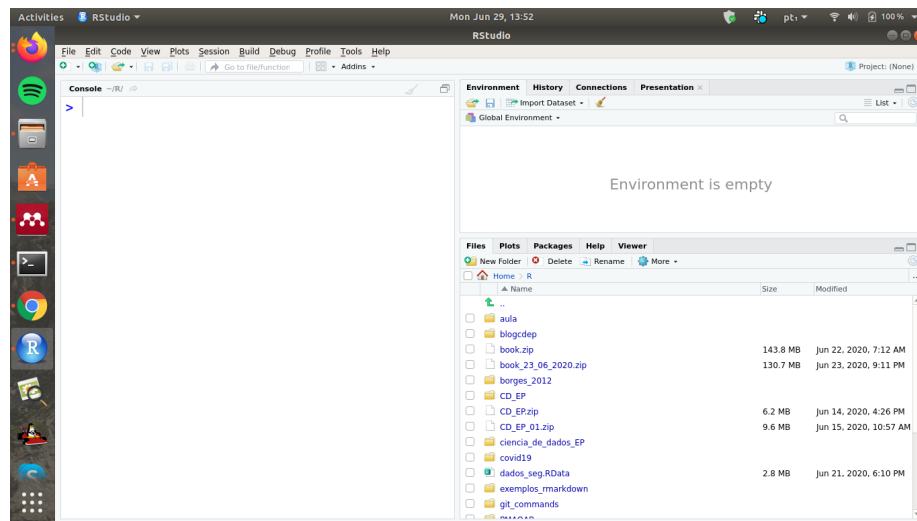 Activities RStudio Mon Jun 29, 13:52 pt₁ 100 %
RStudio
File Edit Code View Plots Session Build Debug Profile Tools Help
Go to file/function Addins Project: (None)
Console ~/R/
>
Environment History Connections Presentation
Import Dataset List
Global Environment
Environment is empty
Files Plots Packages Help Viewer
New Folder Delete Rename More
Home R
Name Size Modified
..
aula
blogcdep
book.zip 143.8 MB Jun 22, 2020, 7:12 AM
book_23_06_2020.zip 130.7 MB Jun 23, 2020, 9:11 PM
borges_2012
CD_EP
CD_EP.zip 6.2 MB Jun 14, 2020, 4:26 PM
CD_EP_01.zip 9.6 MB Jun 15, 2020, 10:57 AM
ciencia_de_dados_EP
covid19
dados_seg.RData 2.8 MB Jun 21, 2020, 6:10 PM
exemplos_rmarkdown
git_commands